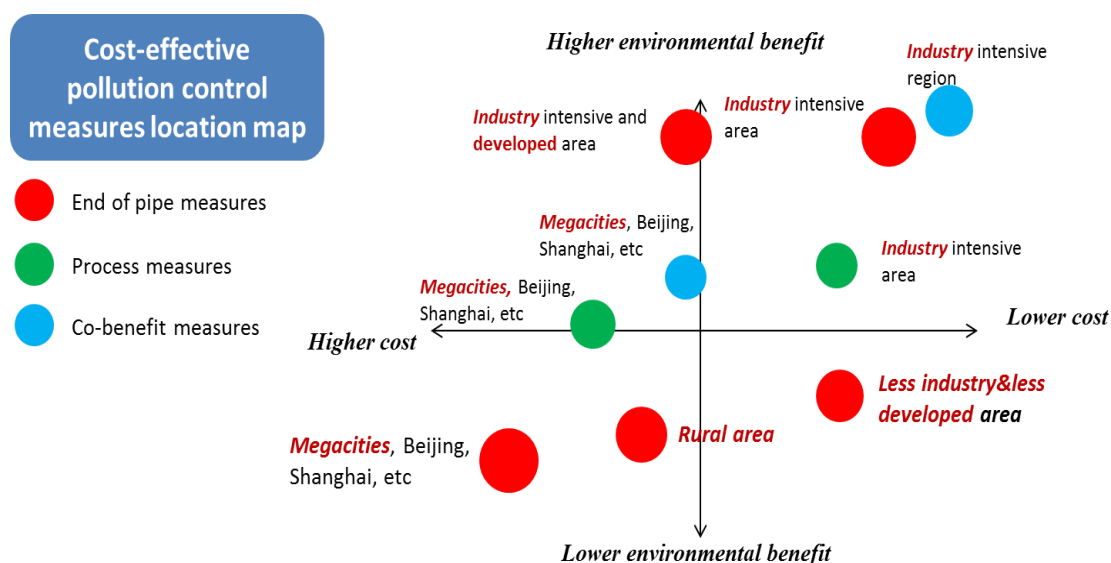 Cost-effective
pollution control
measures location map
End of pipe measures
Process measures
Co-benefit measures
Higher environmental benefit
Industry intensive
region
Industry intensive and
developed area
Industry intensive
area
Megacities, Beijing,
Shanghai, etc
Industry intensive
area
Megacities, Beijing,
Shanghai, etc
Higher cost
Lower cost
Less industry&less
developed area
Rural area
Megacities, Beijing,
Shanghai, etc
Lower environmental benefit